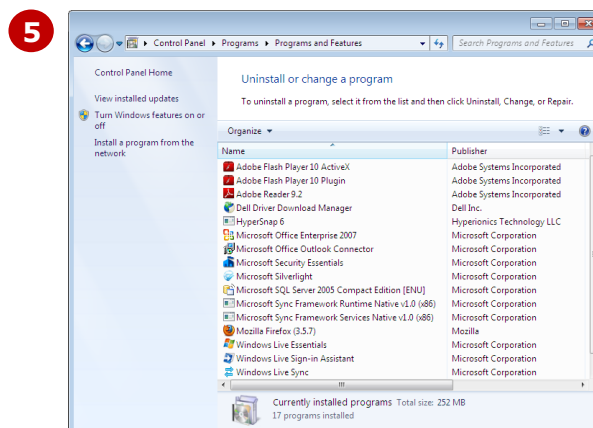 5
Control Panel Programs Programs and Features
Search Programs and Features
Control Panel Home
View installed updates
Turn Windows features on or
off
Install a program from the
network
Uninstall or change a program
To uninstall a program, select it from the list and then click Uninstall, Change, or Repair.
Organize
Name Publisher
Adobe Flash Player 10 ActiveX Adobe Systems Incorporated
Adobe Flash Player 10 Plugin Adobe Systems Incorporated
Adobe Reader 9.2 Adobe Systems Incorporated
Dell Driver Download Manager Dell Inc.
HyperSnap 6 Hyperionics Technology LLC
Microsoft Office Enterprise 2007 Microsoft Corporation
Microsoft Office Outlook Connector Microsoft Corporation
Microsoft Security Essentials Microsoft Corporation
Microsoft Silverlight Microsoft Corporation
Microsoft SQL Server 2005 Compact Edition [ENU] Microsoft Corporation
Microsoft Sync Framework Runtime Native v1.0 (x86) Microsoft Corporation
Microsoft Sync Framework Services Native v1.0 (x86) Microsoft Corporation
Mozilla Firefox (3.5.7) Mozilla
Windows Live Essentials Microsoft Corporation
Windows Live Sign-in Assistant Microsoft Corporation
Windows Live Sync Microsoft Corporation
Currently installed programs Total size: 252 MB
17 programs installed